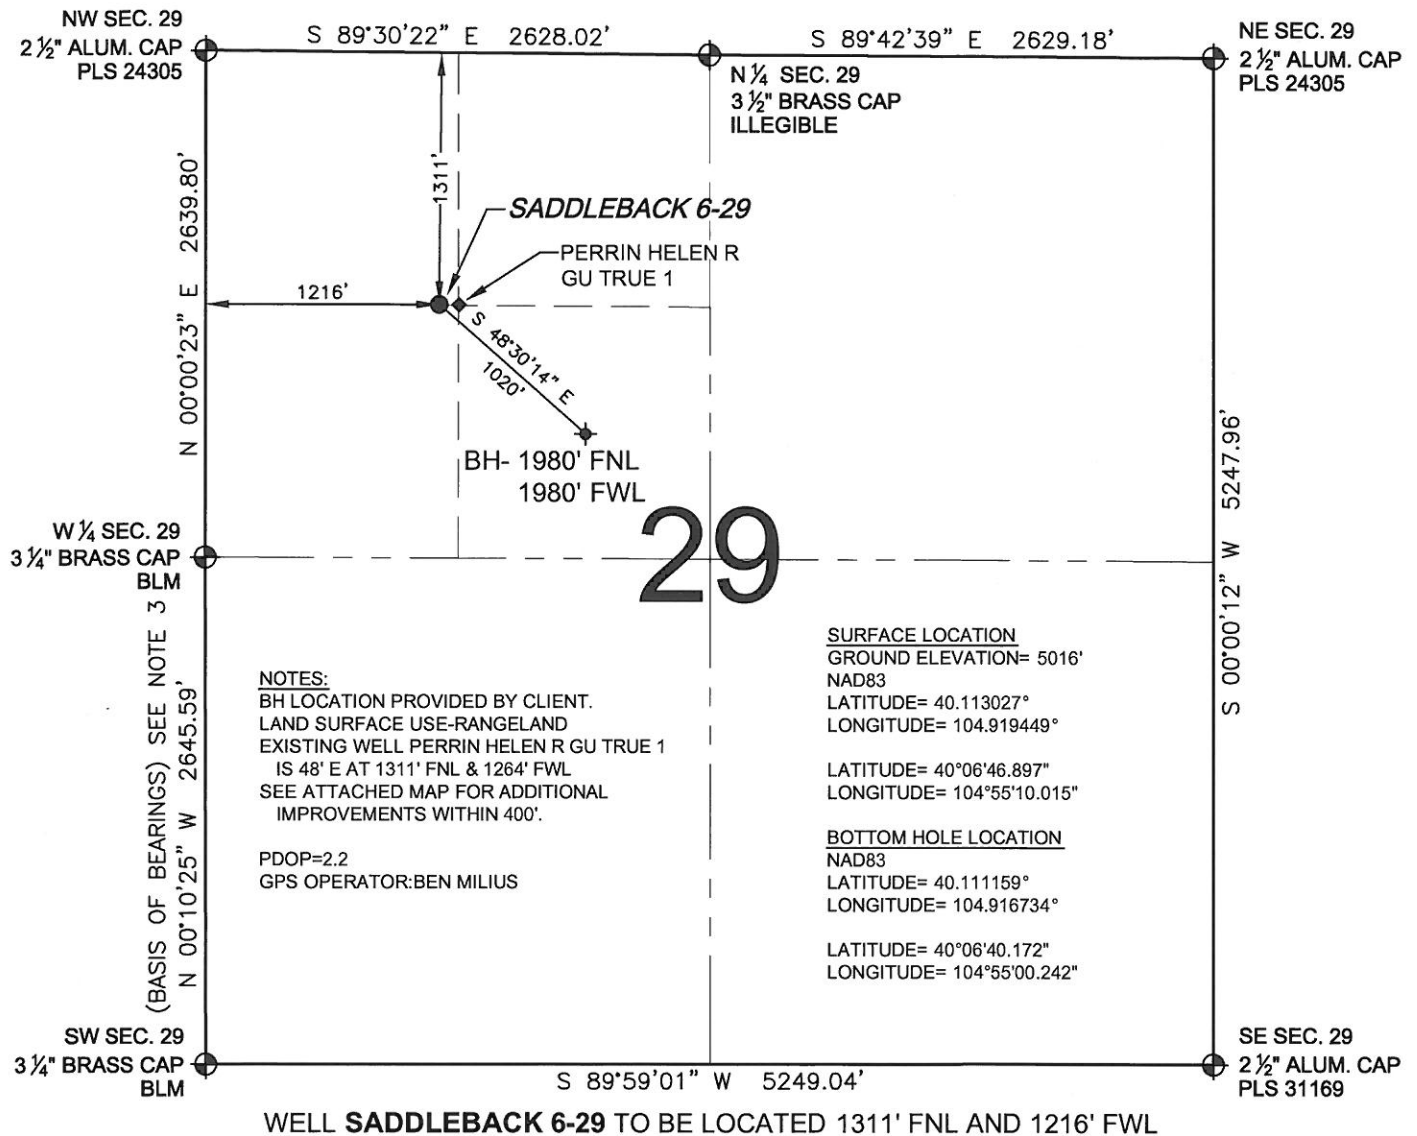 NW SEC. 29
2 ½" ALUM. CAP
PLS 24305
S 89°30'22" E 2628.02'
S 89°42'39" E 2629.18'
NE SEC. 29
2 ½" ALUM. CAP
PLS 24305
N ¼ SEC. 29
3 ½" BRASS CAP
ILLEGIBLE
N 00°00'23" E 2639.80'
1311'
SADDLEBACK 6-29
PERRIN HELEN R
GU TRUE 1
1216'
S 48°30'14" E
1020'
BH- 1980' FNL
1980' FWL
S 00°00'12" W 5247.96'
W ¼ SEC. 29
3 ¼" BRASS CAP
BLM
29
(BASIS OF BEARINGS) SEE NOTE 3
N 00°10'25" W 2645.59'
NOTES:
BH LOCATION PROVIDED BY CLIENT.
LAND SURFACE USE-RANGELAND
EXISTING WELL PERRIN HELEN R GU TRUE 1
IS 48' E AT 1311' FNL & 1264' FWL
SEE ATTACHED MAP FOR ADDITIONAL
IMPROVEMENTS WITHIN 400'.
PDOP=2.2
GPS OPERATOR:BEN MILIUS
SURFACE LOCATION
GROUND ELEVATION= 5016'
NAD83
LATITUDE= 40.113027°
LONGITUDE= 104.919449°
LATITUDE= 40°06'46.897"
LONGITUDE= 104°55'10.015"
BOTTOM HOLE LOCATION
NAD83
LATITUDE= 40.111159°
LONGITUDE= 104.916734°
LATITUDE= 40°06'40.172"
LONGITUDE= 104°55'00.242"
SW SEC. 29
3 ¼" BRASS CAP
BLM
S 89°59'01" W 5249.04'
SE SEC. 29
2 ½" ALUM. CAP
PLS 31169
WELL SADDLEBACK 6-29 TO BE LOCATED 1311' FNL AND 1216' FWL